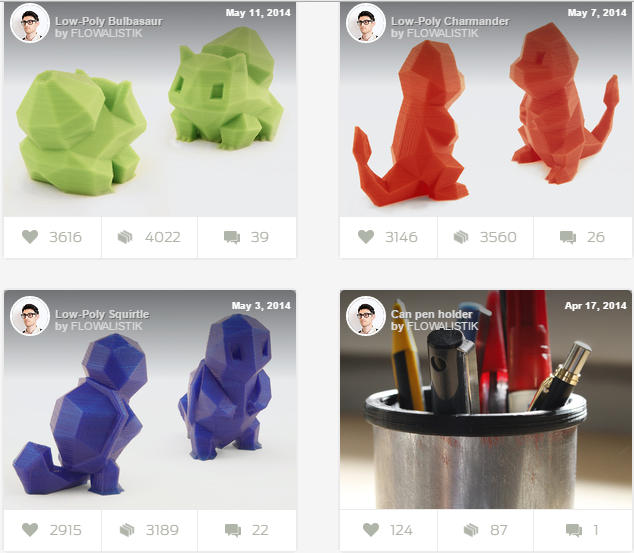 Low-Poly Bulbasaur
by FLOWALISTIK
May 11, 2014
3616
4022
39
Low-Poly Charmander
by FLOWALISTIK
May 7, 2014
3146
3560
26
Low-Poly Squirtle
by FLOWALISTIK
May 3, 2014
2915
3189
22
Can pen holder
by FLOWALISTIK
Apr 17, 2014
124
87
1